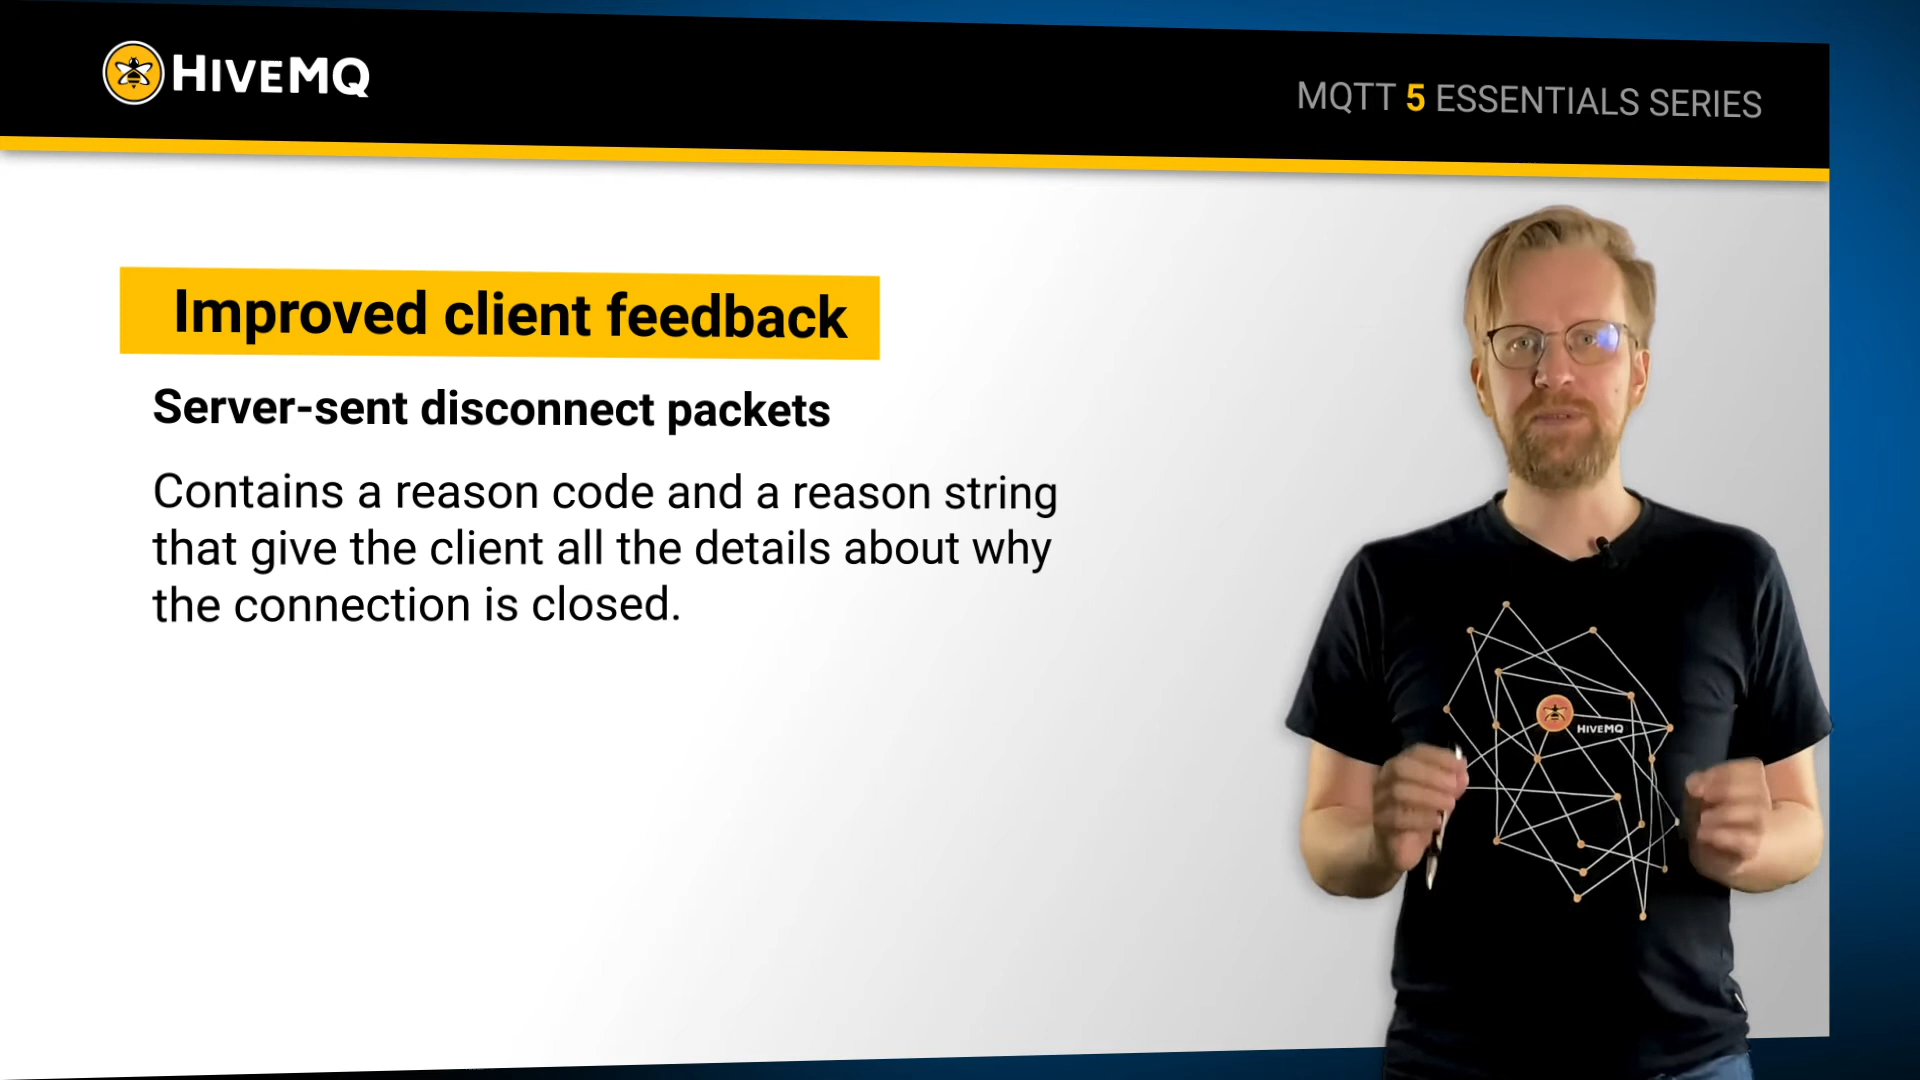 HIVEMQ
MQTT 5 ESSENTIALS SERIES
Improved client feedback
Server-sent disconnect packets
Contains a reason code and a reason string
that give the client all the details about why
the connection is closed.
HIVEMQ